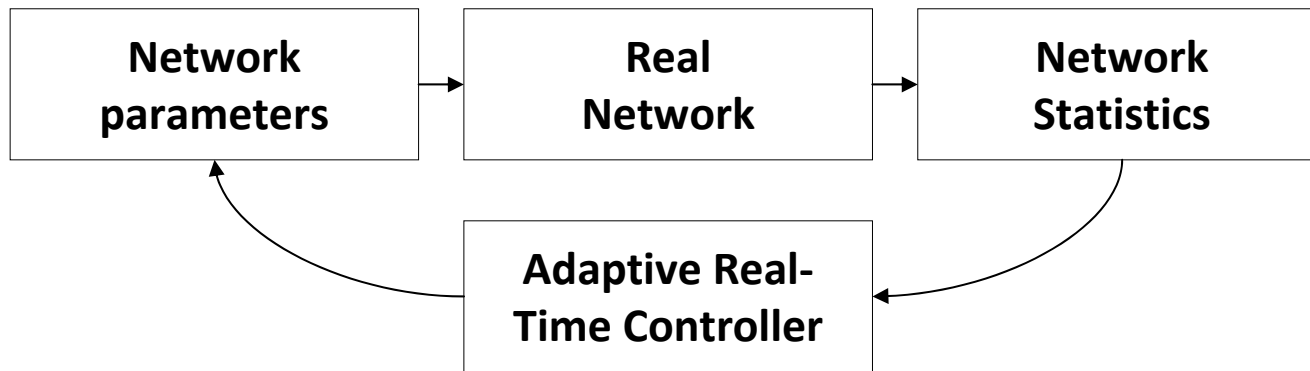 Network
parameters
Real
Network
Network
Statistics
Adaptive Real-
Time Controller